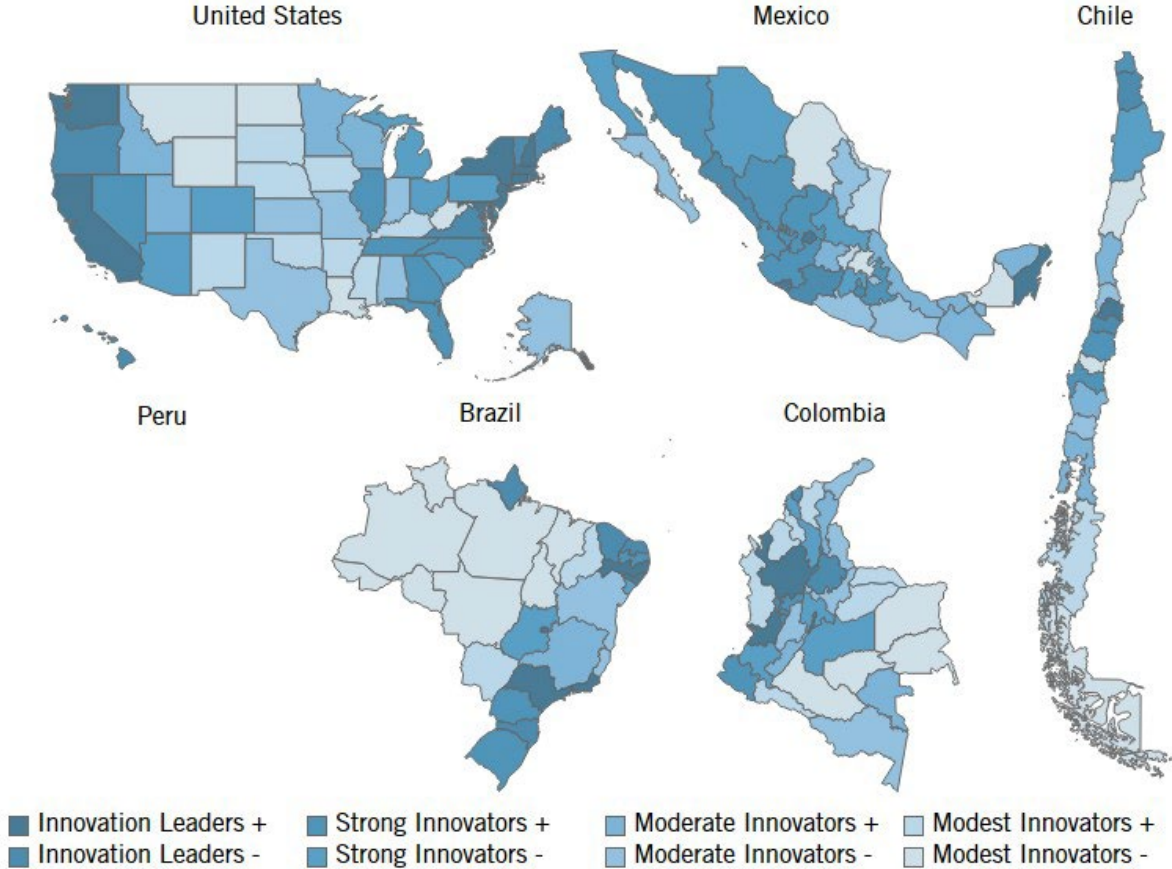 United States
Mexico
Chile
Peru
Brazil
Colombia
Innovation Leaders +
Strong Innovators +
Moderate Innovators +
Modest Innovators +
Innovation Leaders -
Strong Innovators -
Moderate Innovators -
Modest Innovators -